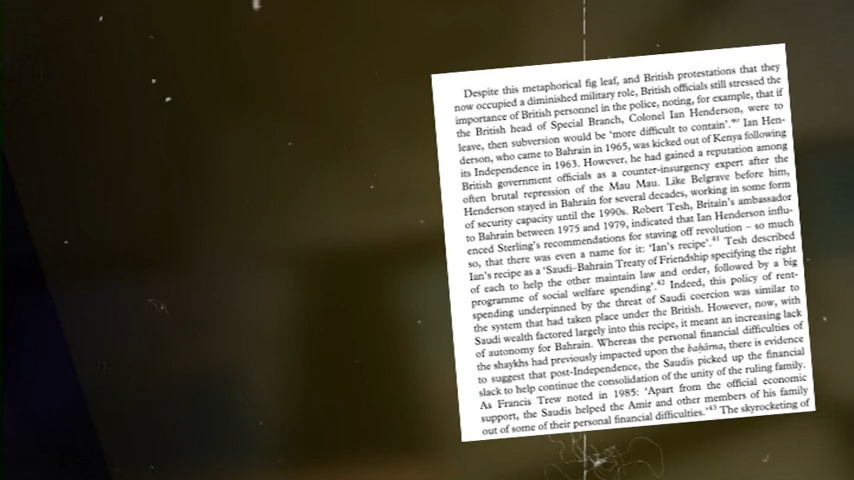 Despite this metaphorical fig leaf, and British protestations that they
now occupied a diminished military role, British officials still stressed the
importance of British personnel in the police, noting, for example, that if
the British head of Special Branch, Colonel Ian Henderson, were to
leave, then subversion would be ‘more difficult to contain’.⁴⁰ Ian Hen-
derson, who came to Bahrain in 1965, was kicked out of Kenya following
its Independence in 1963. However, he had gained a reputation among
British government officials as a counter-insurgency expert after the
often brutal repression of the Mau Mau. Like Belgrave before him,
Henderson stayed in Bahrain for several decades, working in some form
of security capacity until the 1990s. Robert Tesh, Britain’s ambassador
to Bahrain between 1975 and 1979, indicated that Ian Henderson influ-
enced Sterling’s recommendations for staving off revolution – so much
so, that there was even a name for it: ‘Ian’s recipe’.⁴¹ Tesh described
Ian’s recipe as a ‘Saudi–Bahrain Treaty of Friendship specifying the right
of each to help the other maintain law and order, followed by a big
programme of social welfare spending’.⁴² Indeed, this policy of rent-
spending underpinned by the threat of Saudi coercion was similar to
the system that had taken place under the British. However, now, with
Saudi wealth factored largely into this recipe, it meant an increasing lack
of autonomy for Bahrain. Whereas the personal financial difficulties of
the shaykhs had previously impacted upon the baḥārna, there is evidence
to suggest that post-Independence, the Saudis picked up the financial
slack to help continue the consolidation of the unity of the ruling family.
As Francis Trew noted in 1985: ‘Apart from the official economic
support, the Saudis helped the Amir and other members of his family
out of some of their personal financial difficulties.’⁴³ The skyrocketing of